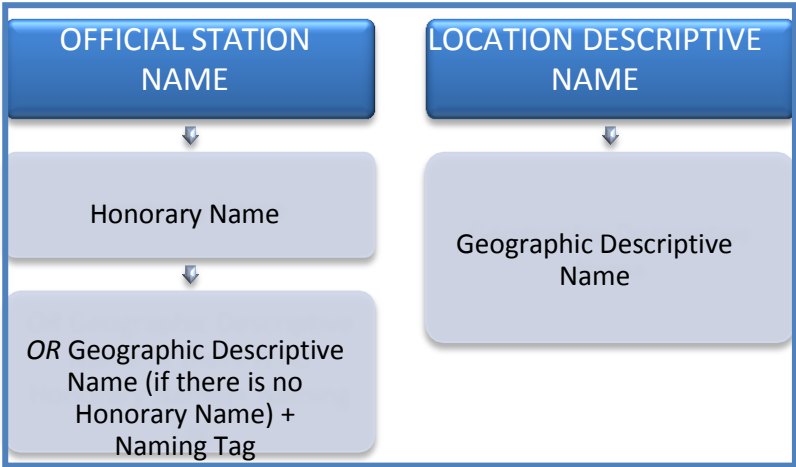 OFFICIAL STATION
NAME
Honorary Name
OR Geographic Descriptive
Name (if there is no
Honorary Name) +
Naming Tag
LOCATION DESCRIPTIVE
NAME
Geographic Descriptive
Name